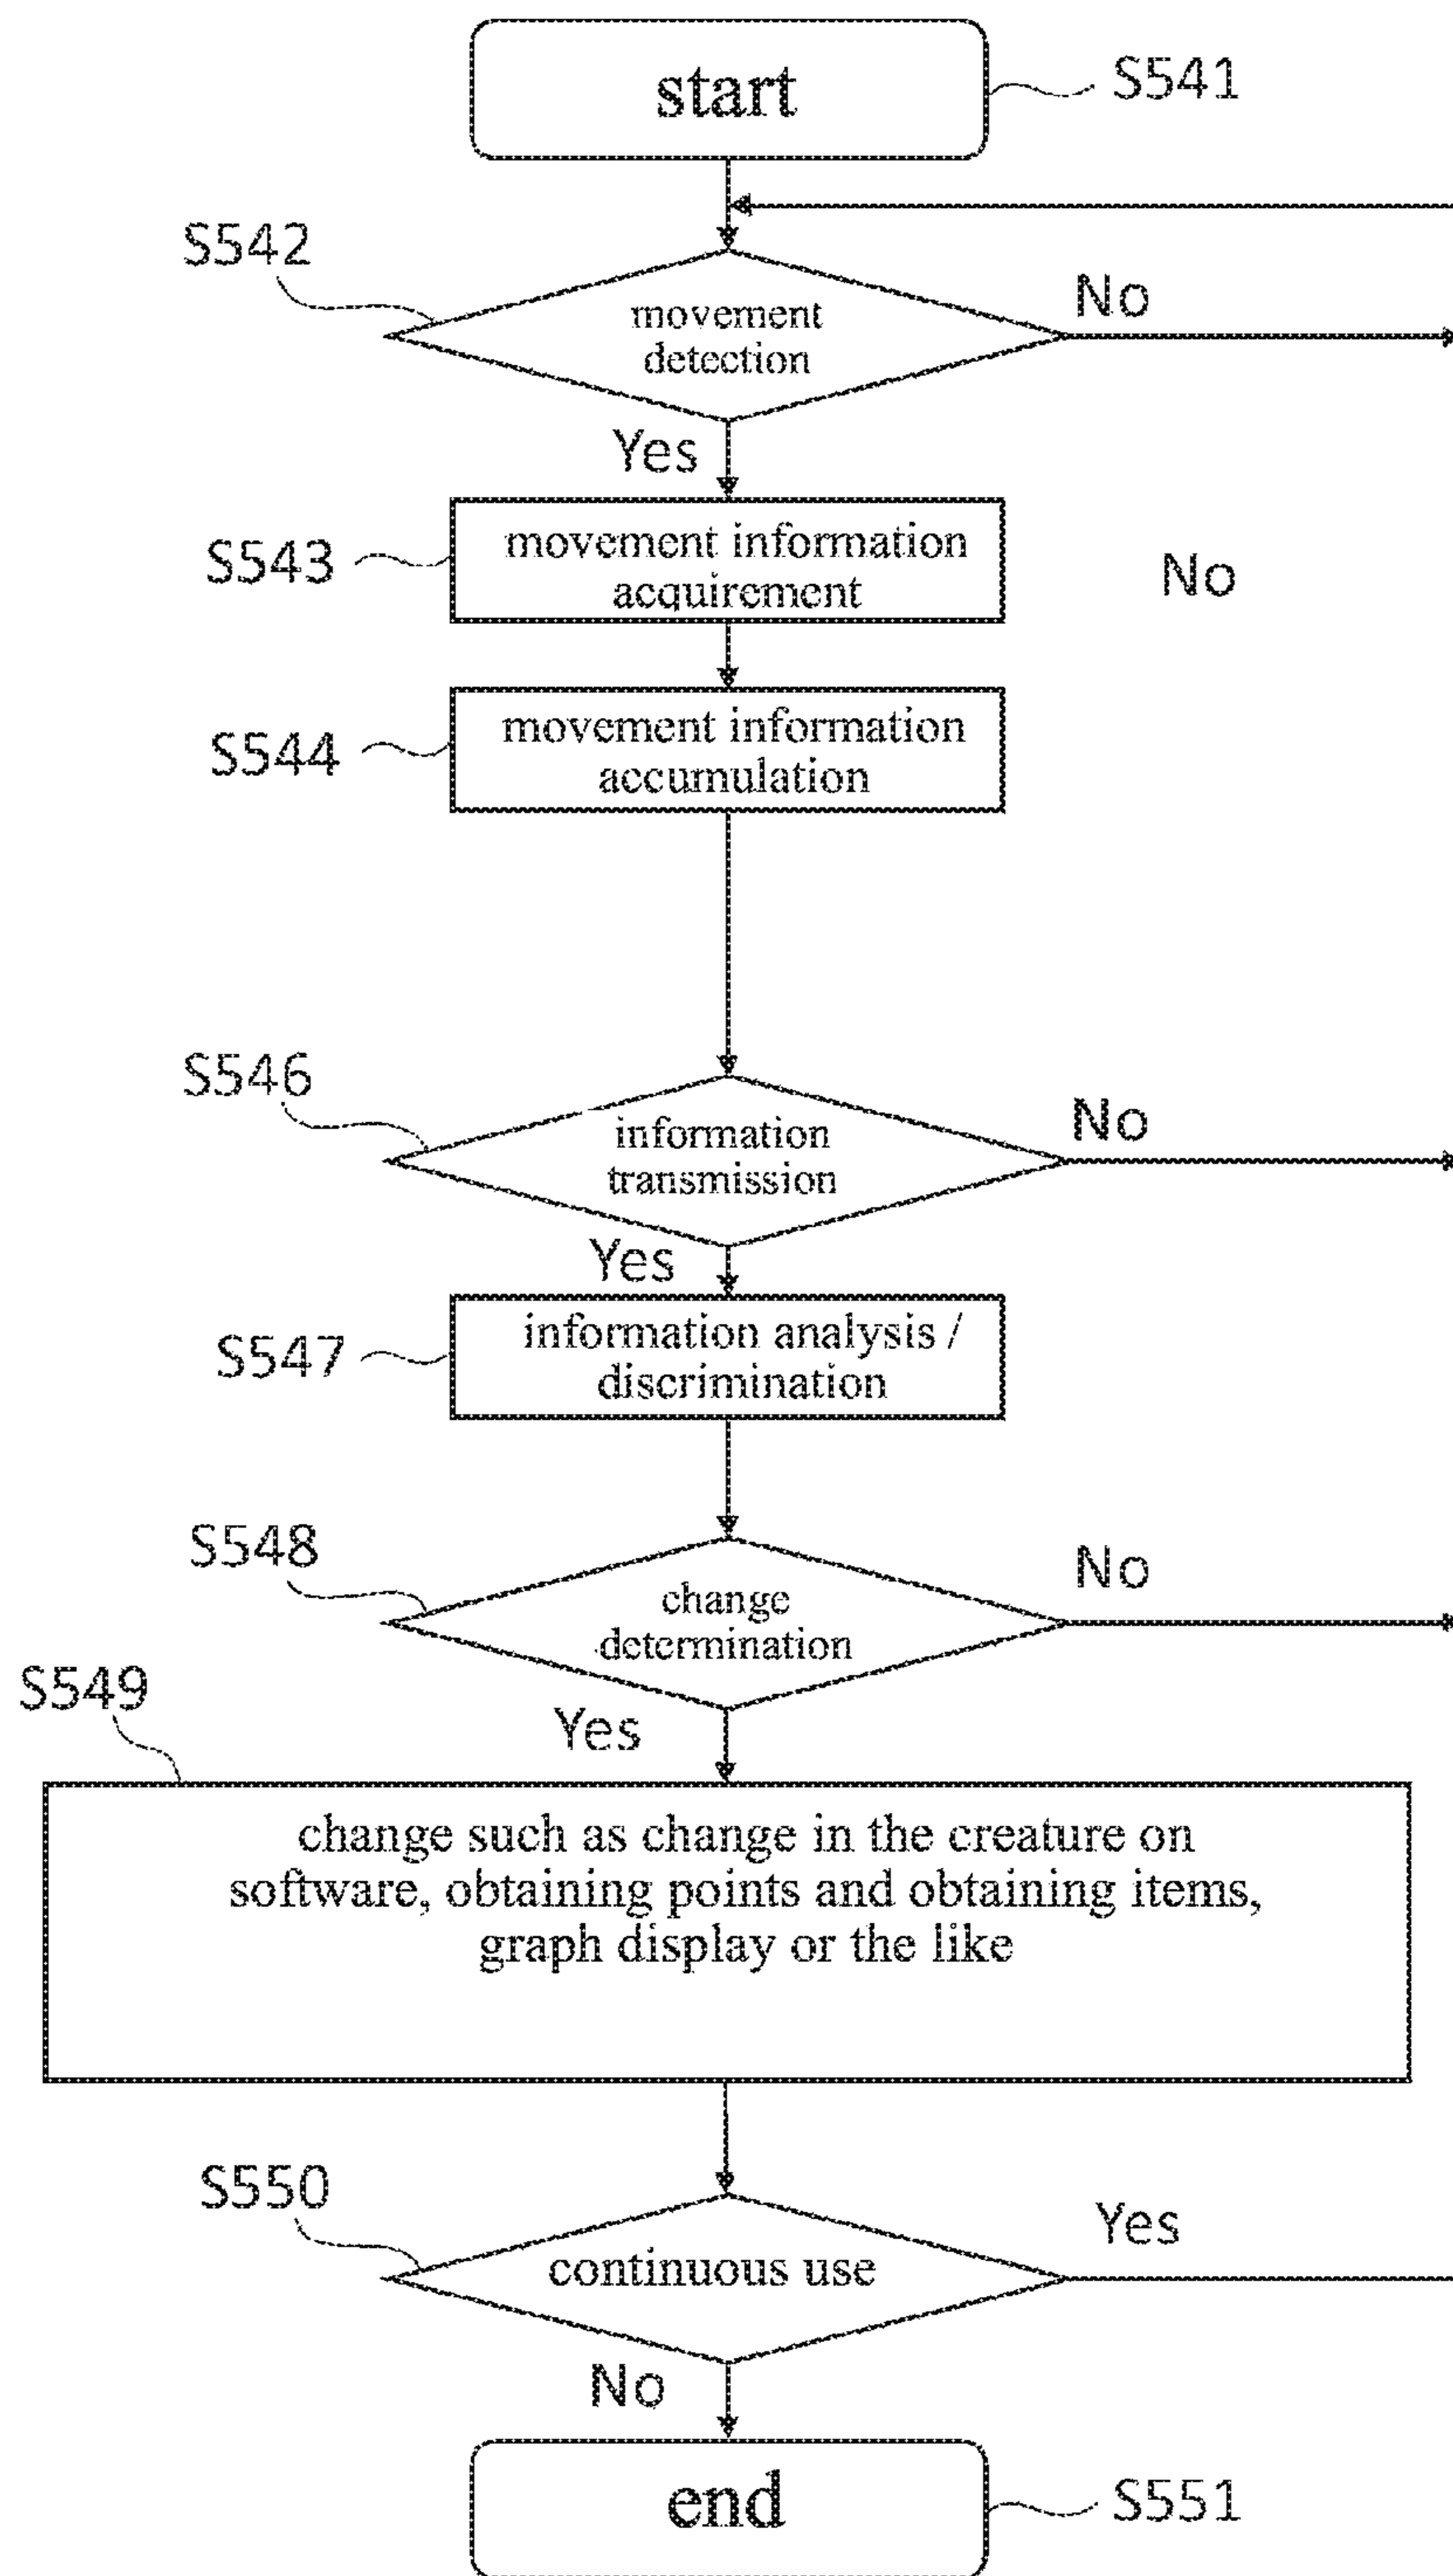 start
S541
S542
No
movement
detection
Yes
S543
movement information
acquirement
No
S544
movement information
accumulation
S546
No
information
transmission
Yes
S547
information analysis /
discrimination
S548
No
change
determination
S549
Yes
change such as change in the creature on
software, obtaining points and obtaining items,
graph display or the like
S550
Yes
continuous use
No
end
S551